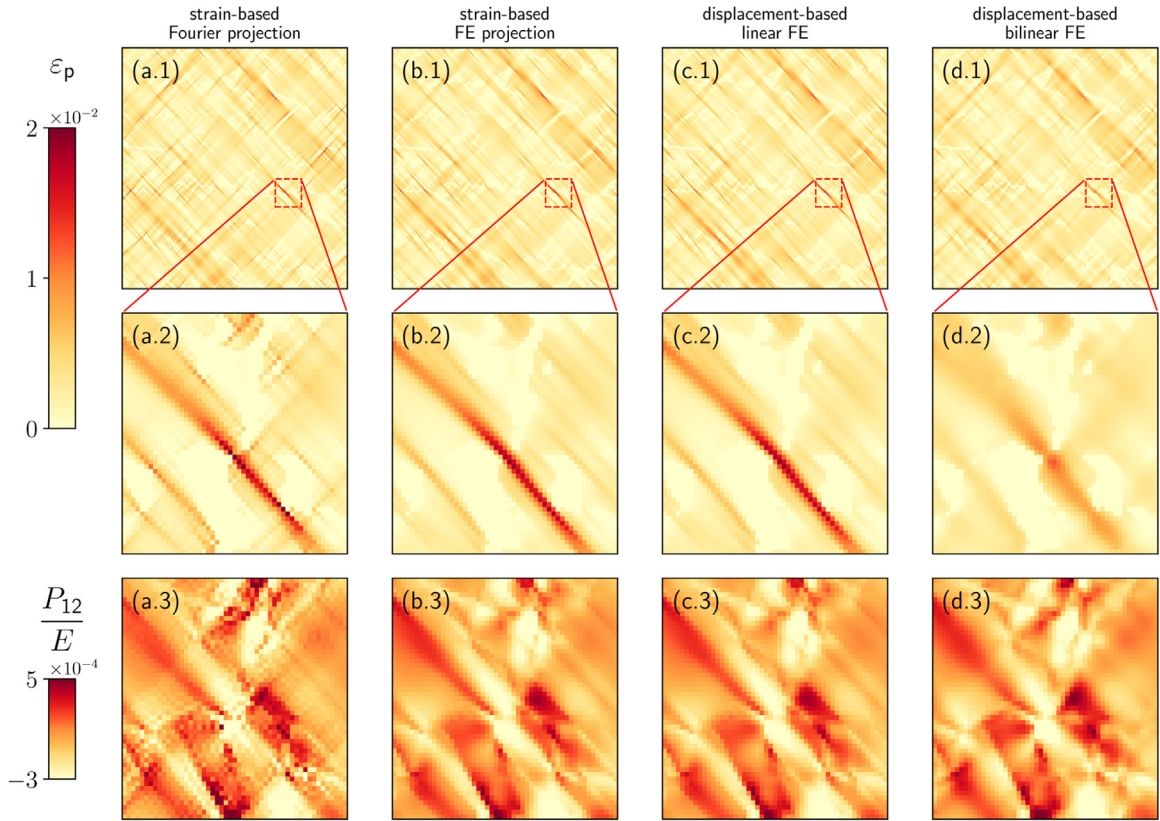 strain-based
Fourier projection
strain-based
FE projection
displacement-based
linear FE
displacement-based
bilinear FE
εp
×10−2
2
1
0
(a.1)
(b.1)
(c.1)
(d.1)
(a.2)
(b.2)
(c.2)
(d.2)
P12
E
×10−4
5
−3
(a.3)
(b.3)
(c.3)
(d.3)